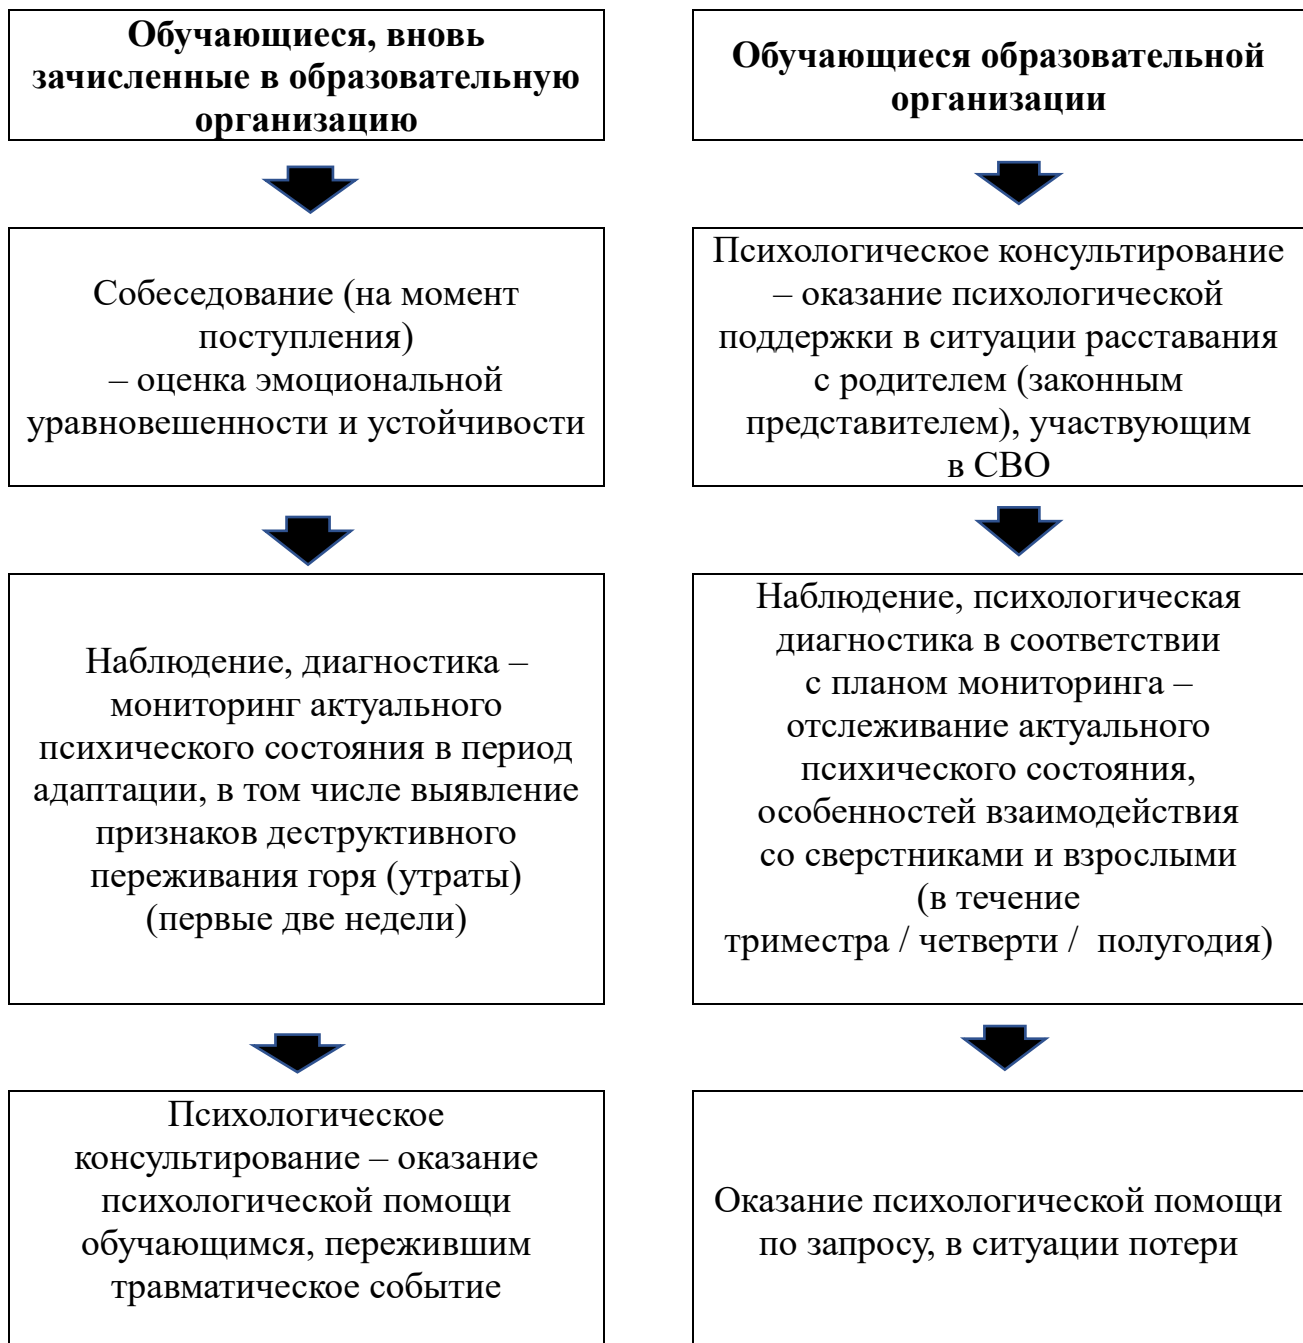 Обучающиеся, вновь
зачисленные в образовательную
организацию
Обучающиеся образовательной
организации
Собеседование (на момент
поступления)
– оценка эмоциональной
уравновешенности и устойчивости
Психологическое консультирование
– оказание психологической
поддержки в ситуации расставания
с родителем (законным
представителем), участвующим
в СВО
Наблюдение, диагностика –
мониторинг актуального
психического состояния в период
адаптации, в том числе выявление
признаков деструктивного
переживания горя (утраты)
(первые две недели)
Наблюдение, психологическая
диагностика в соответствии
с планом мониторинга –
отслеживание актуального
психического состояния,
особенностей взаимодействия
со сверстниками и взрослыми
(в течение
триместра / четверти /  полугодия)
Психологическое
консультирование – оказание
психологической помощи
обучающимся, пережившим
травматическое событие
Оказание психологической помощи
по запросу, в ситуации потери